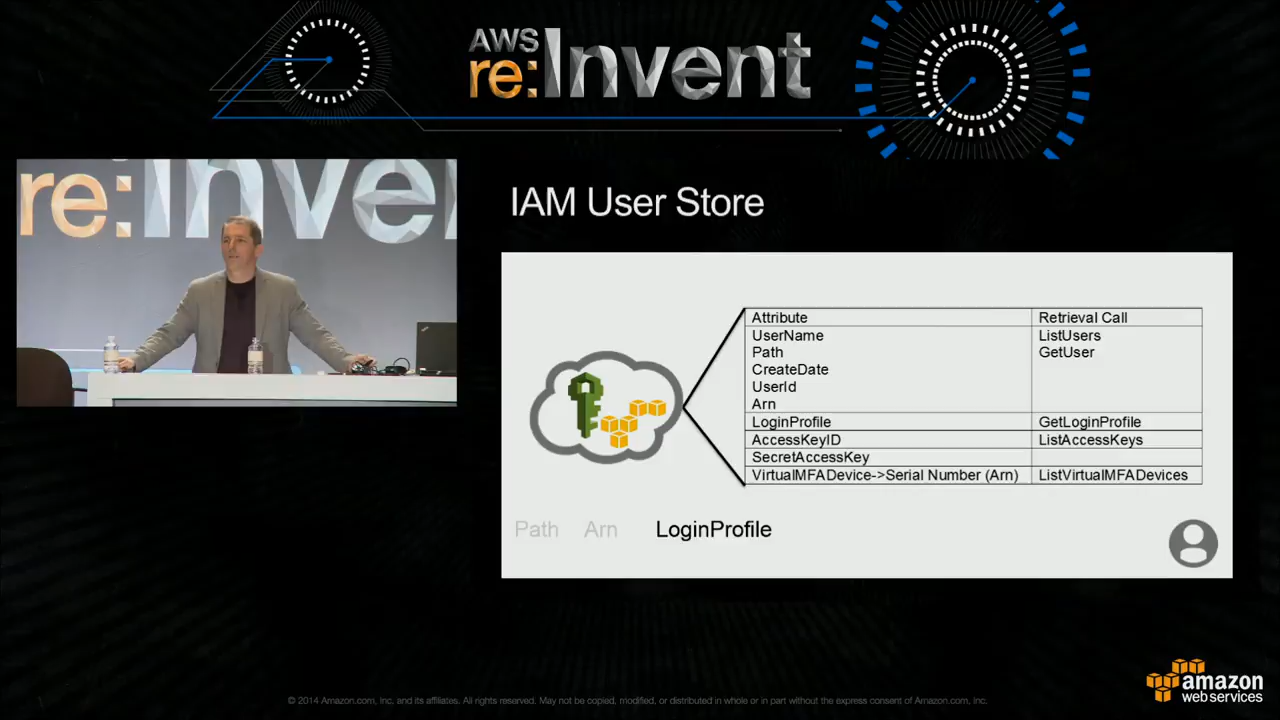 AWS
re:Invent
re:Inven
IAM User Store
Attribute Retrieval Call
UserName ListUsers
Path GetUser
CreateDate
UserId
Arn
LoginProfile GetLoginProfile
AccessKeyID ListAccessKeys
SecretAccessKey
VirtualMFADevice->Serial Number (Arn) ListVirtualMFADevices
Path Arn LoginProfile
amazon
web services
© 2014 Amazon.com, Inc, and its affiliates. All rights reserved. May not be copied, modified, or distributed in whole or in part without the express consent of Amazon.com, Inc.